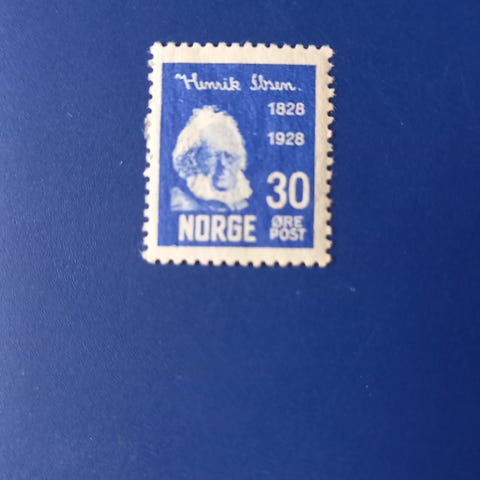 Henrik Ibsen.
1828
1928
30
NORGE ØRE
POST